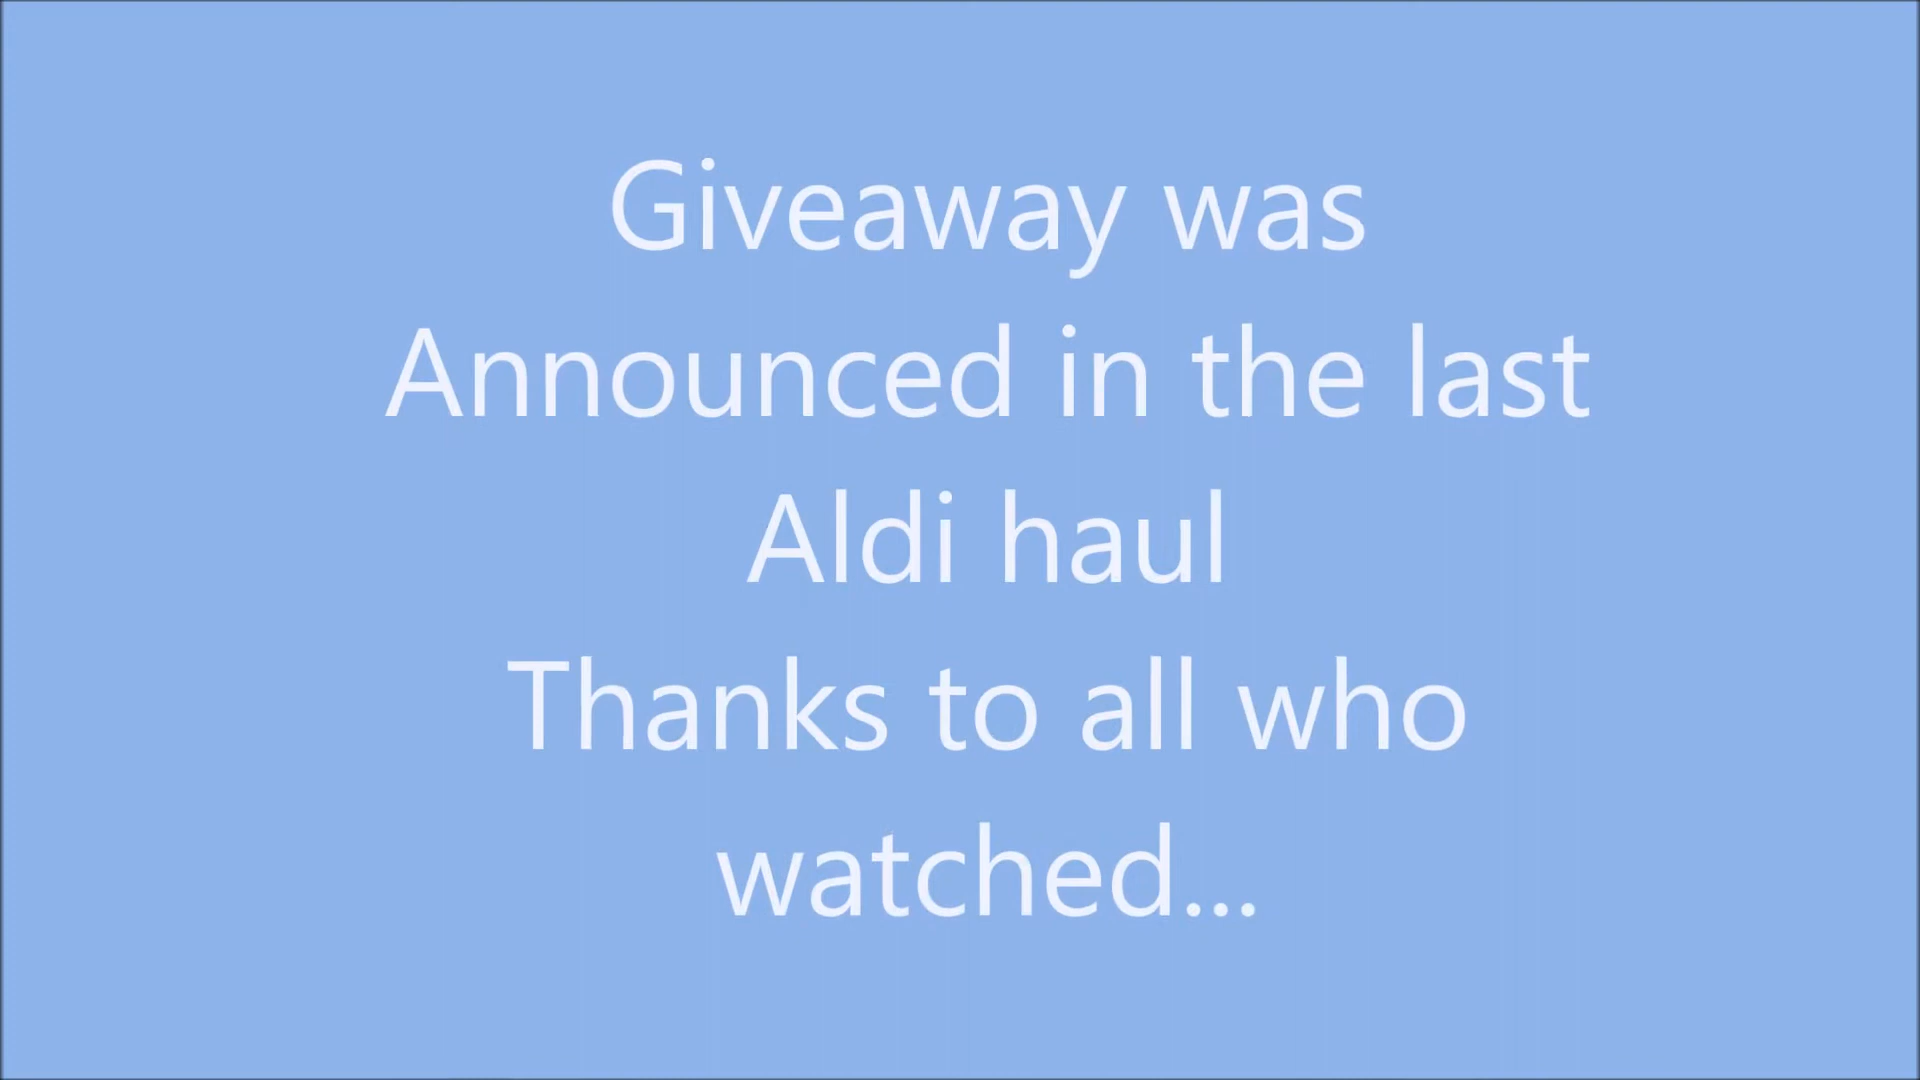 Giveaway was
Announced in the last
Aldi haul
Thanks to all who
watched...